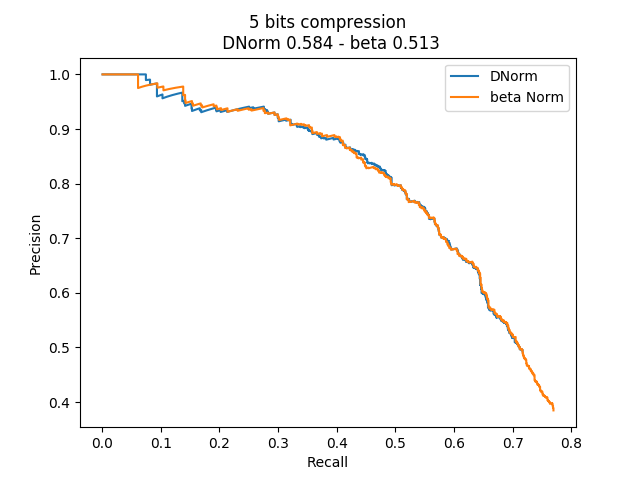 5 bits compression
DNorm 0.584 - beta 0.513
DNorm
beta Norm
1.0
0.9
0.8
0.7
0.6
0.5
0.4
Precision
0.0 0.1 0.2 0.3 0.4 0.5 0.6 0.7 0.8
Recall